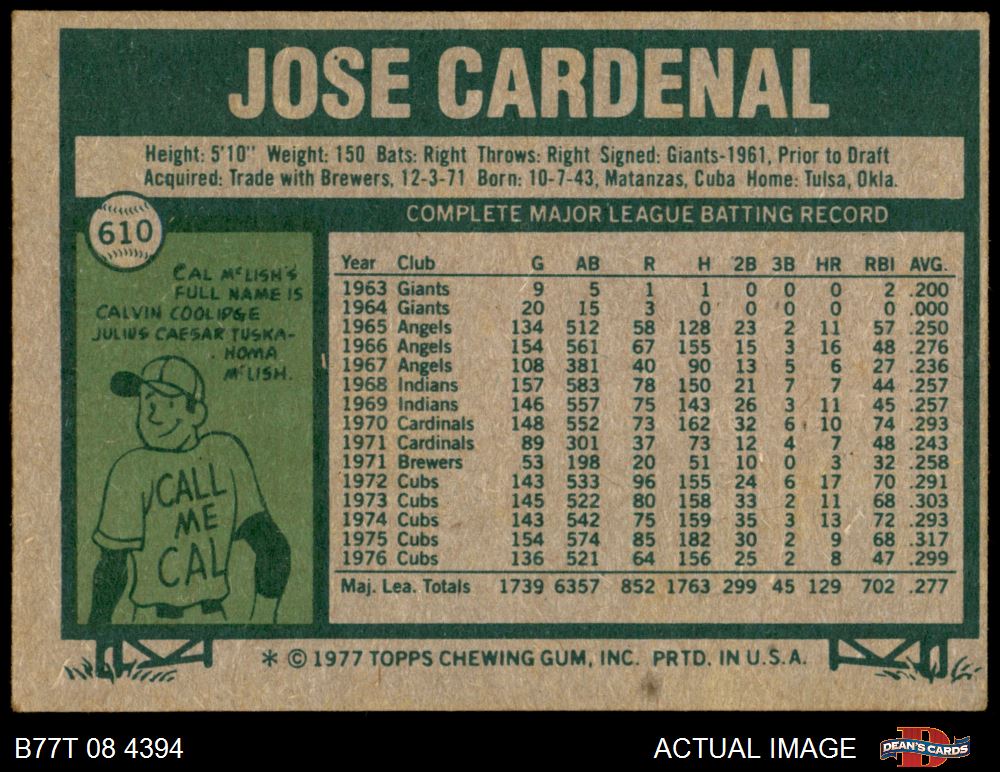 JOSE CARDENAL
Height: 5'10" Weight: 150 Bats: Right Throws: Right Signed: Giants-1961, Prior to Draft
Acquired: Trade with Brewers, 12-3-71 Born: 10-7-43, Matanzas, Cuba Home: Tulsa, Okla.
610
COMPLETE MAJOR LEAGUE BATTING RECORD
CAL McLISH'S
FULL NAME IS
CALVIN COOLIDGE
JULIUS CAESAR TUSKA-
HOMA
McLISH.
CALL
ME
CAL
Year Club G AB R H 2B 3B HR RBI AVG.
1963 Giants 9 5 1 1 0 0 0 2 .200
1964 Giants 20 15 3 0 0 0 0 0 .000
1965 Angels 134 512 58 128 23 2 11 57 .250
1966 Angels 154 561 67 155 15 3 16 48 .276
1967 Angels 108 381 40 90 13 5 6 27 .236
1968 Indians 157 583 78 150 21 7 7 44 .257
1969 Indians 146 557 75 143 26 3 11 45 .257
1970 Cardinals 148 552 73 162 32 6 10 74 .293
1971 Cardinals 89 301 37 73 12 4 7 48 .243
1971 Brewers 53 198 20 51 10 0 3 32 .258
1972 Cubs 143 533 96 155 24 6 17 70 .291
1973 Cubs 145 522 80 158 33 2 11 68 .303
1974 Cubs 143 542 75 159 35 3 13 72 .293
1975 Cubs 154 574 85 182 30 2 9 68 .317
1976 Cubs 136 521 64 156 25 2 8 47 .299
Maj. Lea. Totals 1739 6357 852 1763 299 45 129 702 .277
* © 1977 TOPPS CHEWING GUM, INC. PRTD. IN U.S.A.
B77T 08 4394
ACTUAL IMAGE
D
DEAN'S CARDS